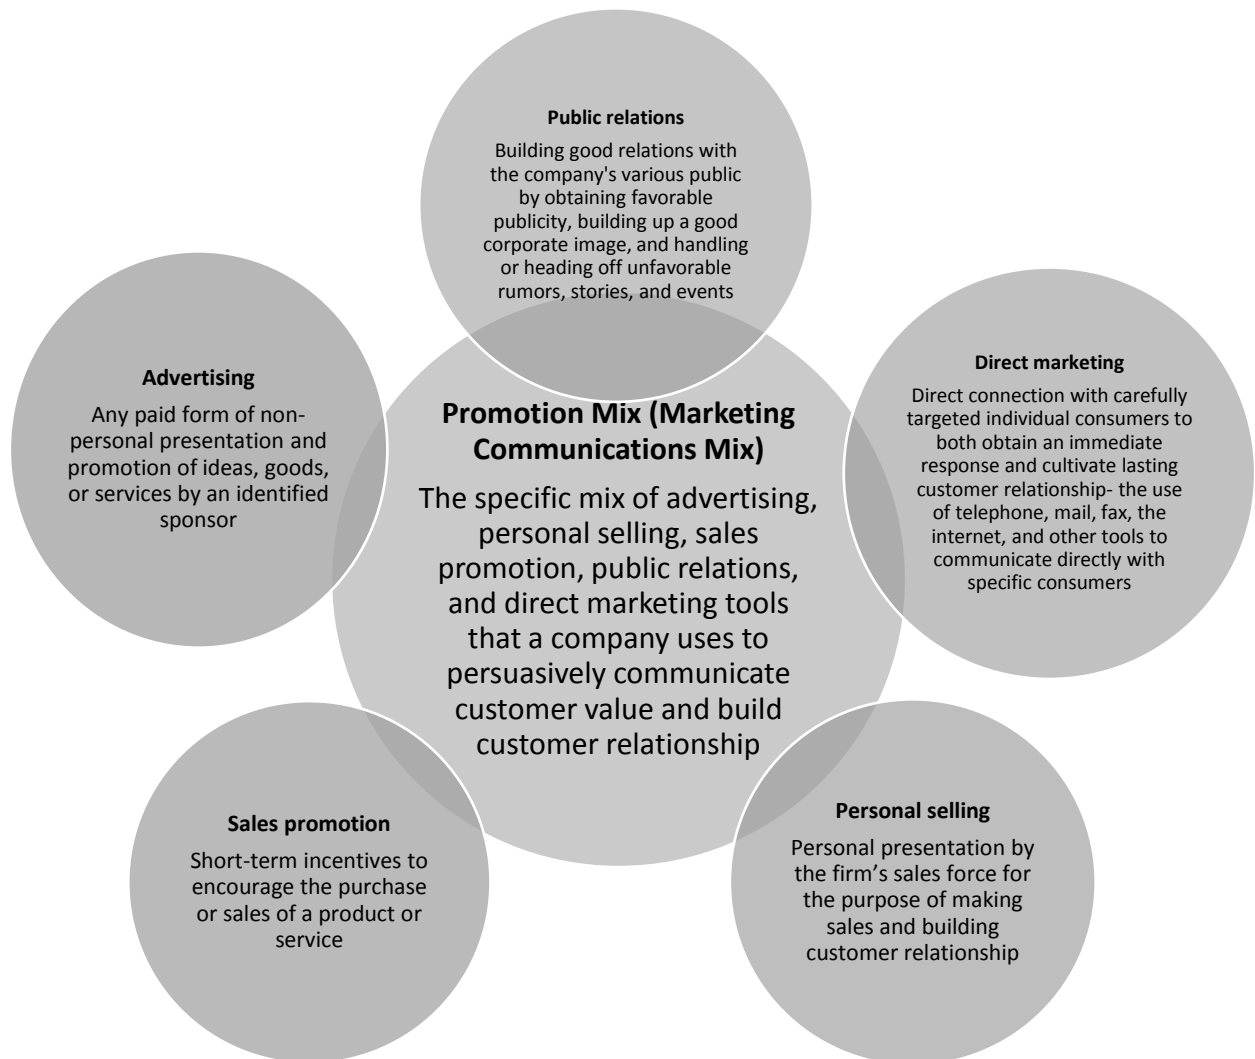 Public relations
Building good relations with
the company's various public
by obtaining favorable
publicity, building up a good
corporate image, and handling
or heading off unfavorable
rumors, stories, and events
Advertising
Any paid form of non-
personal presentation and
promotion of ideas, goods,
or services by an identified
sponsor
Promotion Mix (Marketing
Communications Mix)
The specific mix of advertising,
personal selling, sales
promotion, public relations,
and direct marketing tools
that a company uses to
persuasively communicate
customer value and build
customer relationship
Direct marketing
Direct connection with carefully
targeted individual consumers to
both obtain an immediate
response and cultivate lasting
customer relationship- the use
of telephone, mail, fax, the
internet, and other tools to
communicate directly with
specific consumers
Sales promotion
Short-term incentives to
encourage the purchase
or sales of a product or
service
Personal selling
Personal presentation by
the firm’s sales force for
the purpose of making
sales and building
customer relationship